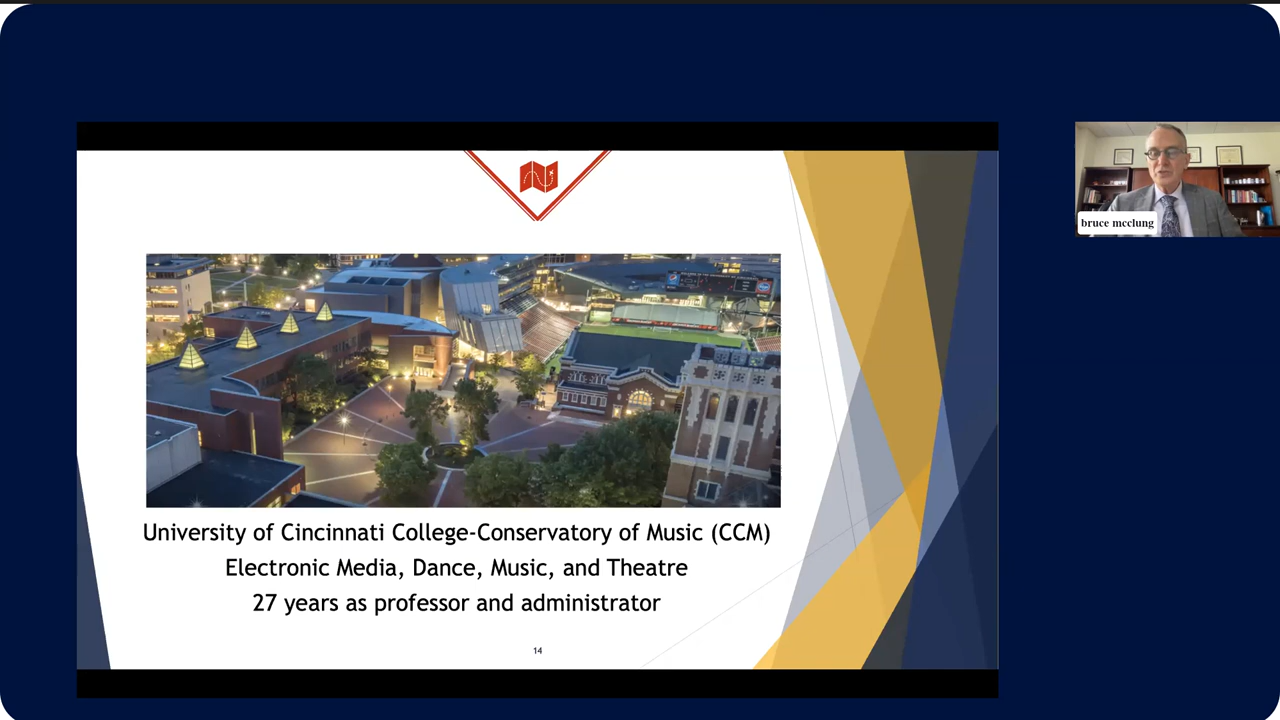 bruce mcclung
University of Cincinnati College-Conservatory of Music (CCM)
Electronic Media, Dance, Music, and Theatre
27 years as professor and administrator
14